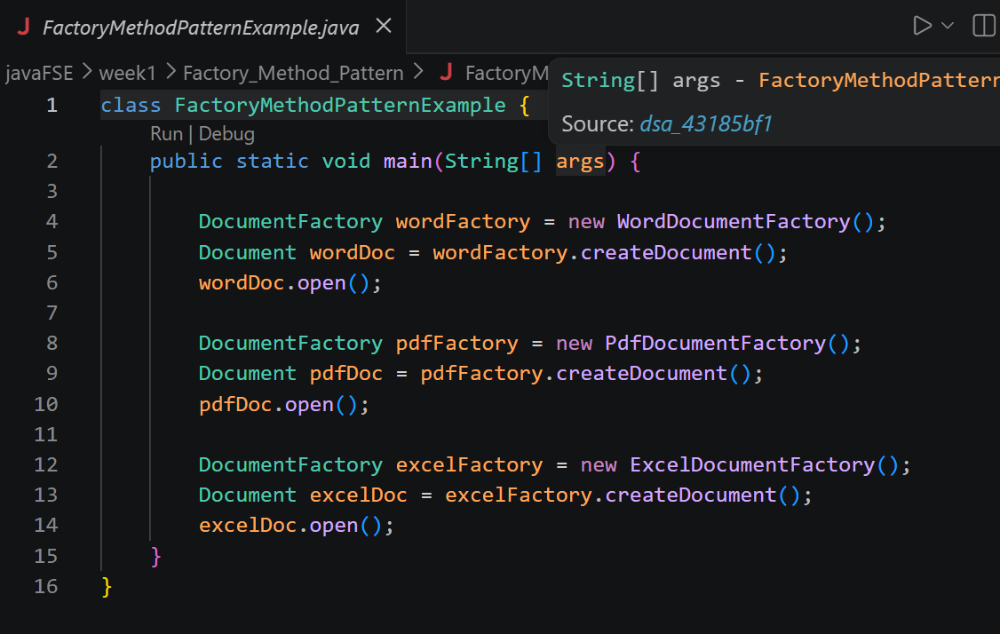 FactoryMethodPatternExample.java
javaFSE > week1 > Factory_Method_Pattern > FactoryM
String[] args - FactoryMethodPattern
Source: dsa_43185bf1
1 class FactoryMethodPatternExample {
Run | Debug
2 public static void main(String[] args) {
3
4 DocumentFactory wordFactory = new WordDocumentFactory();
5 Document wordDoc = wordFactory.createDocument();
6 wordDoc.open();
7
8 DocumentFactory pdfFactory = new PdfDocumentFactory();
9 Document pdfDoc = pdfFactory.createDocument();
10 pdfDoc.open();
11
12 DocumentFactory excelFactory = new ExcelDocumentFactory();
13 Document excelDoc = excelFactory.createDocument();
14 excelDoc.open();
15 }
16 }